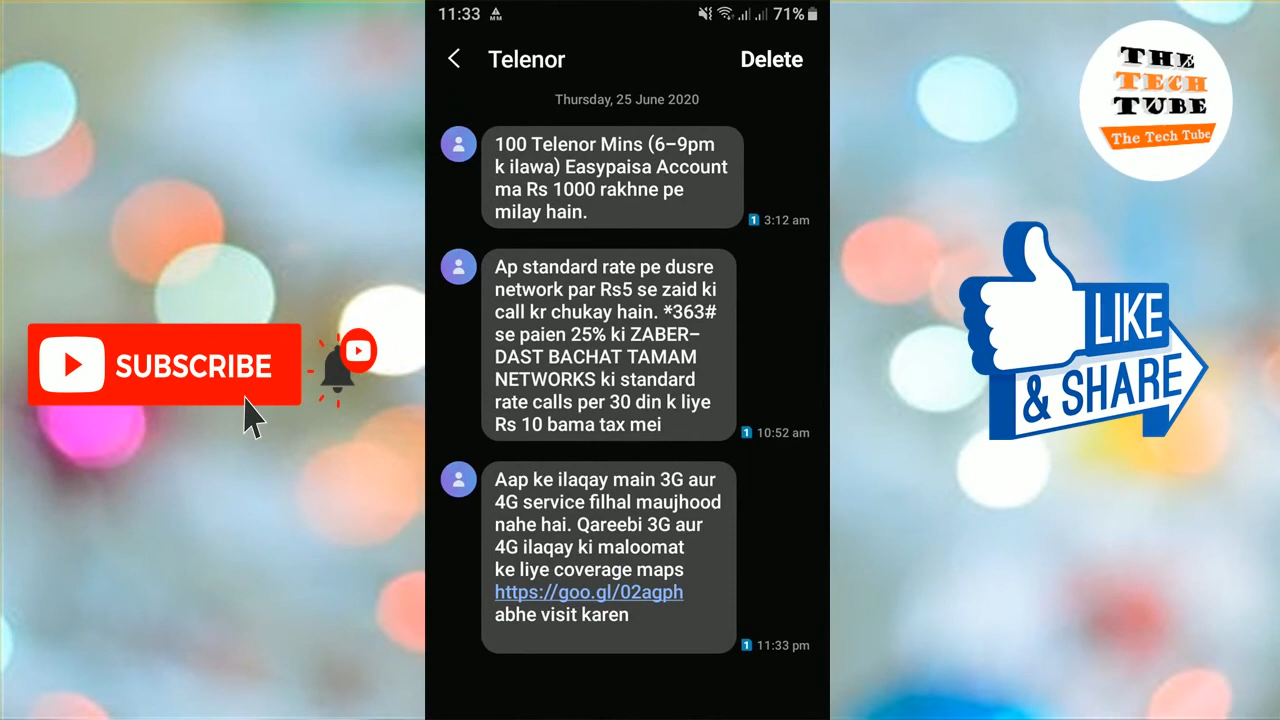 11:33
MM
71%
Telenor
Delete
Thursday, 25 June 2020
100 Telenor Mins (6–9pm
k ilawa) Easypaisa Account
ma Rs 1000 rakhne pe
milay hain.
1 3:12 am
Ap standard rate pe dusre
network par Rs5 se zaid ki
call kr chukay hain. *363#
se paien 25% ki ZABER–
DAST BACHAT TAMAM
NETWORKS ki standard
rate calls per 30 din k liye
Rs 10 bama tax mei
1 10:52 am
Aap ke ilaqay main 3G aur
4G service filhal maujhood
nahe hai. Qareebi 3G aur
4G ilaqay ki maloomat
ke liye coverage maps
https://goo.gl/02agph
abhe visit karen
1 11:33 pm
SUBSCRIBE
THE
TECH
TUBE
The Tech Tube
LIKE
& SHARE